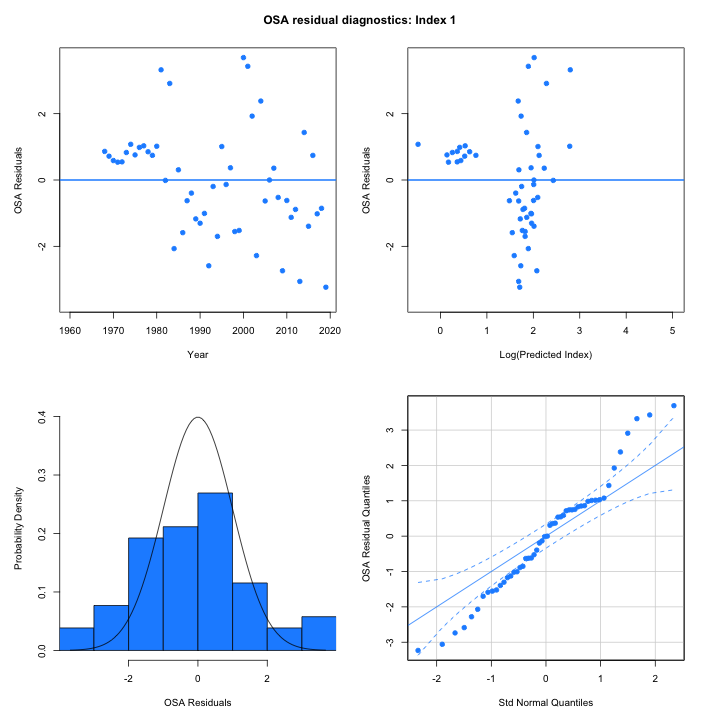 OSA residual diagnostics: Index 1
OSA Residuals
2
0
-2
1960 1970 1980 1990 2000 2010 2020
Year
OSA Residuals
2
0
-2
0 1 2 3 4 5
Log(Predicted Index)
Probability Density
0.4
0.3
0.2
0.1
0.0
-2 0 2
OSA Residuals
OSA Residual Quantiles
3
2
1
0
-1
-2
-3
-2 -1 0 1 2
Std Normal Quantiles